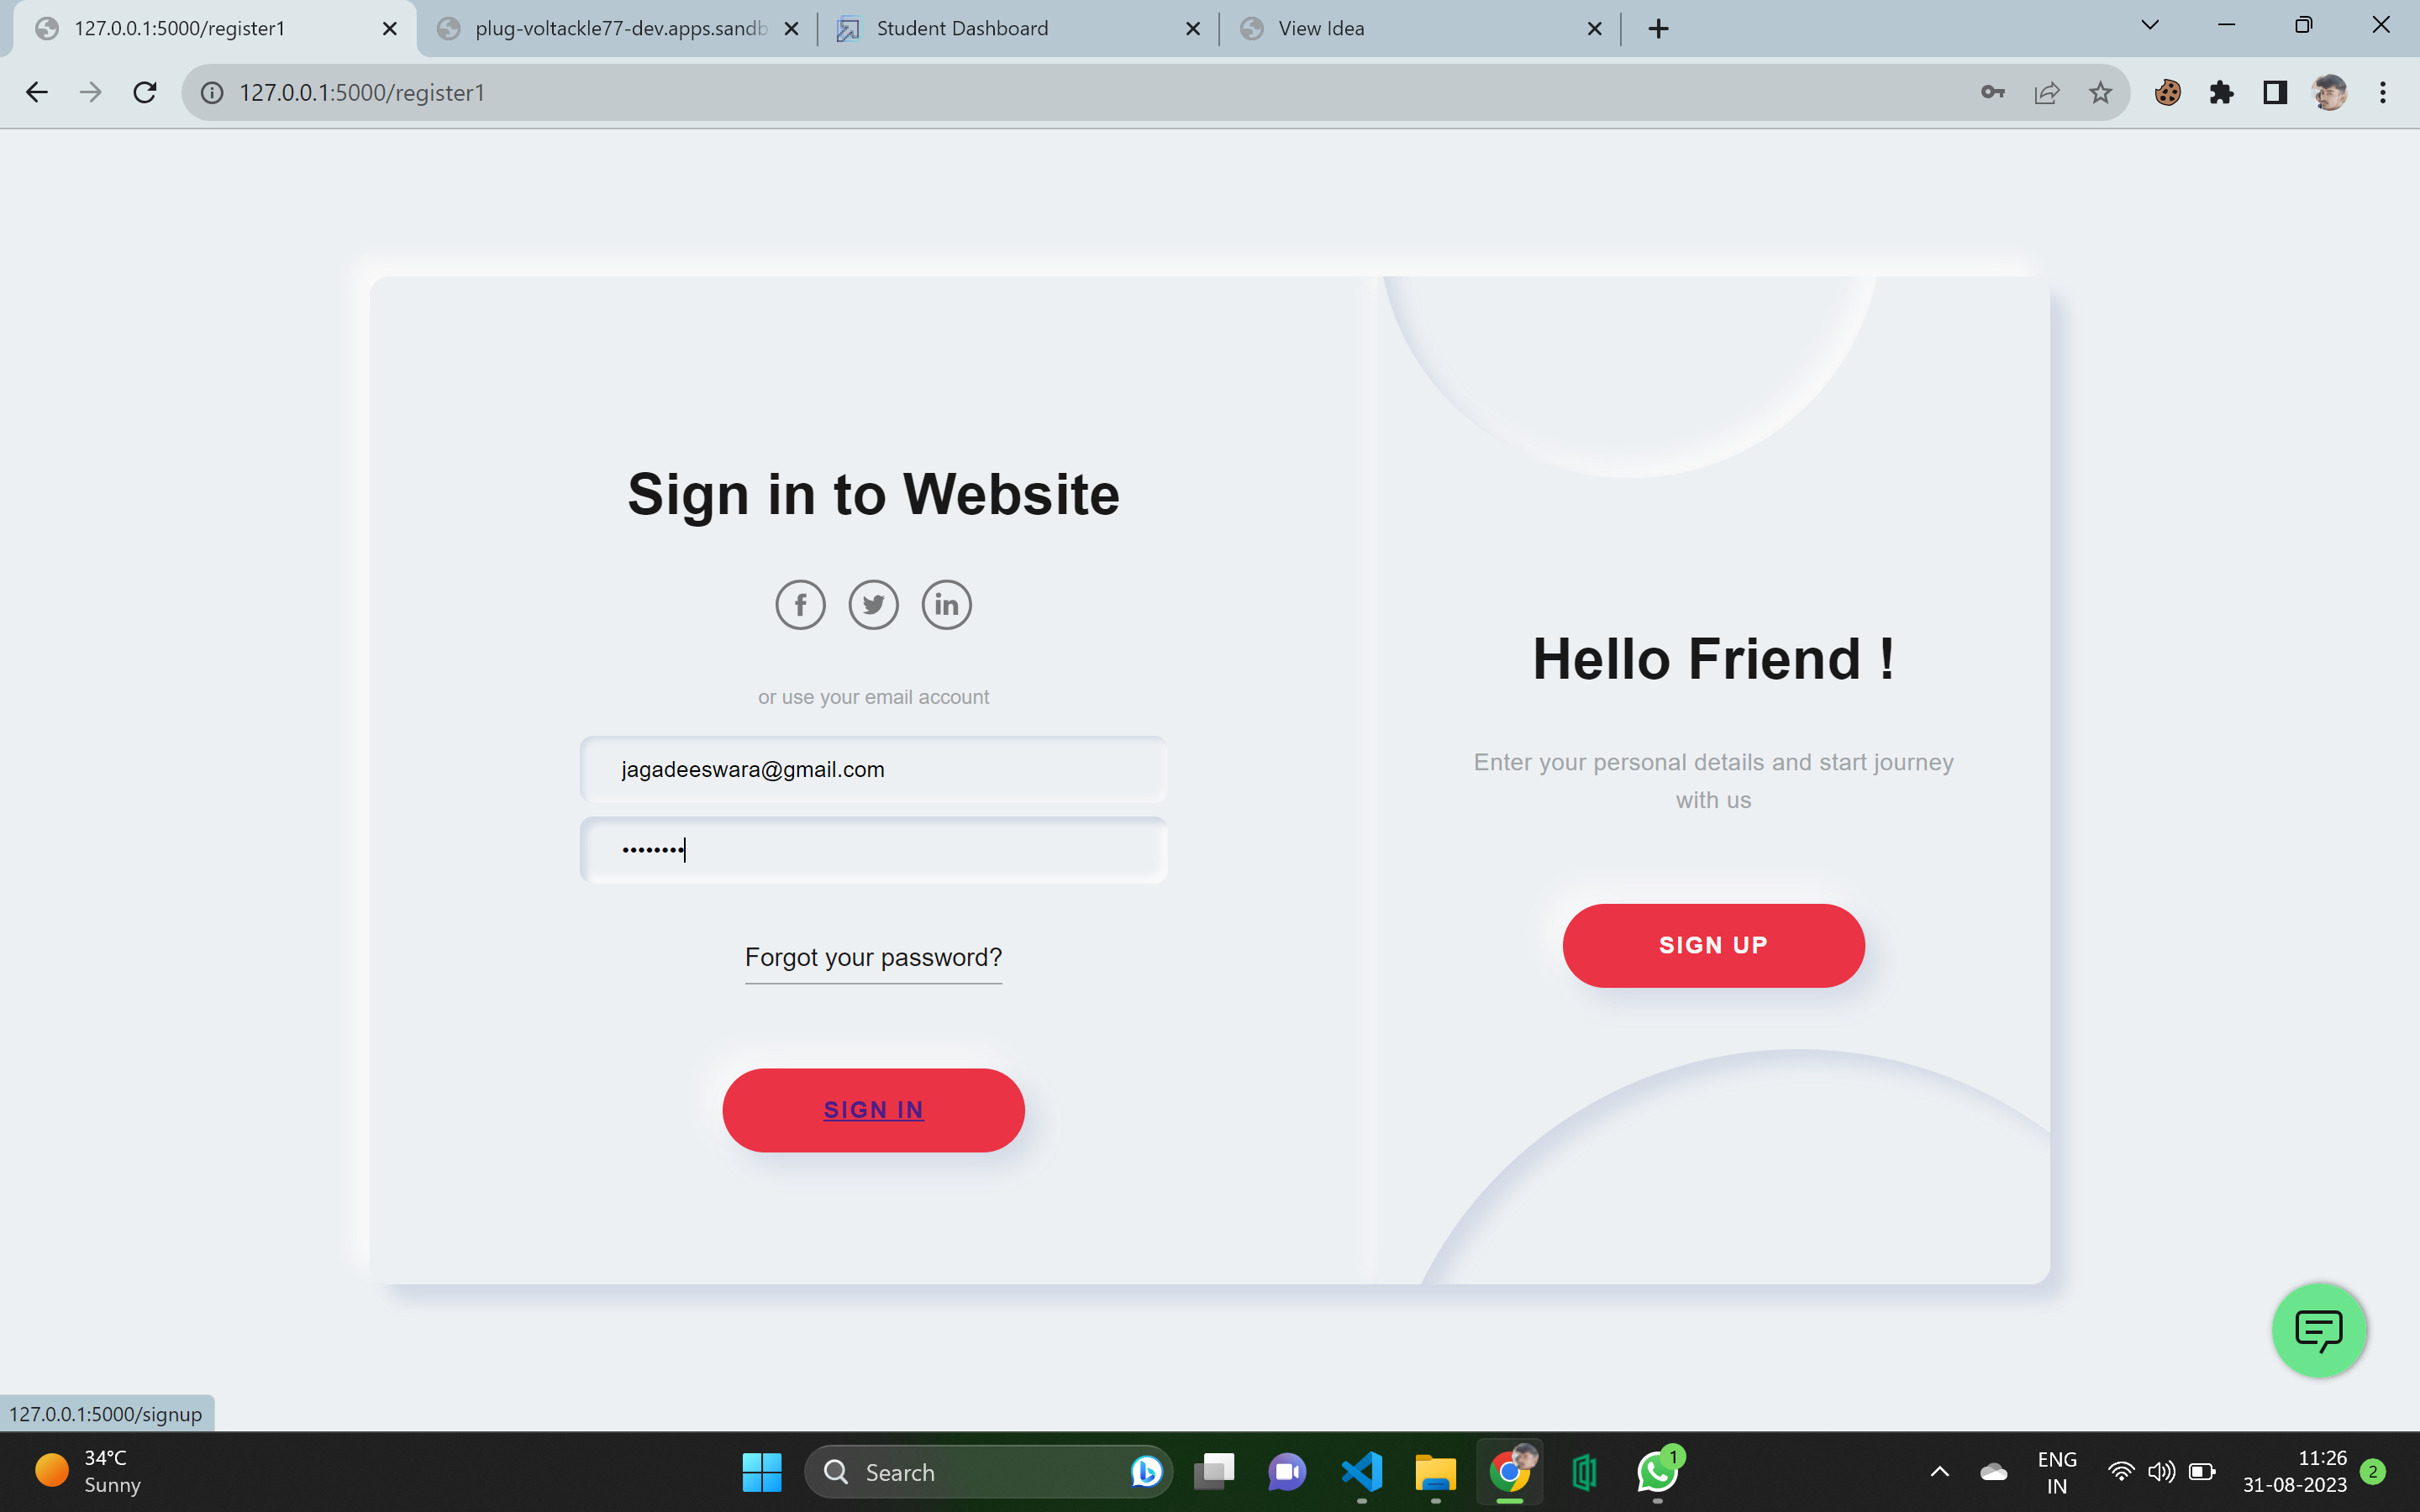 127.0.0.1:5000/register1
plug-voltackle77-dev.apps.sandb
Student Dashboard
View Idea
127.0.0.1:5000/register1
Sign in to Website
or use your email account
jagadeeswara@gmail.com
••••••••
Forgot your password?
SIGN IN
Hello Friend !
Enter your personal details and start journey
with us
SIGN UP
127.0.0.1:5000/signup
34°C
Sunny
Search
1
ENG
IN
11:26
31-08-2023
2